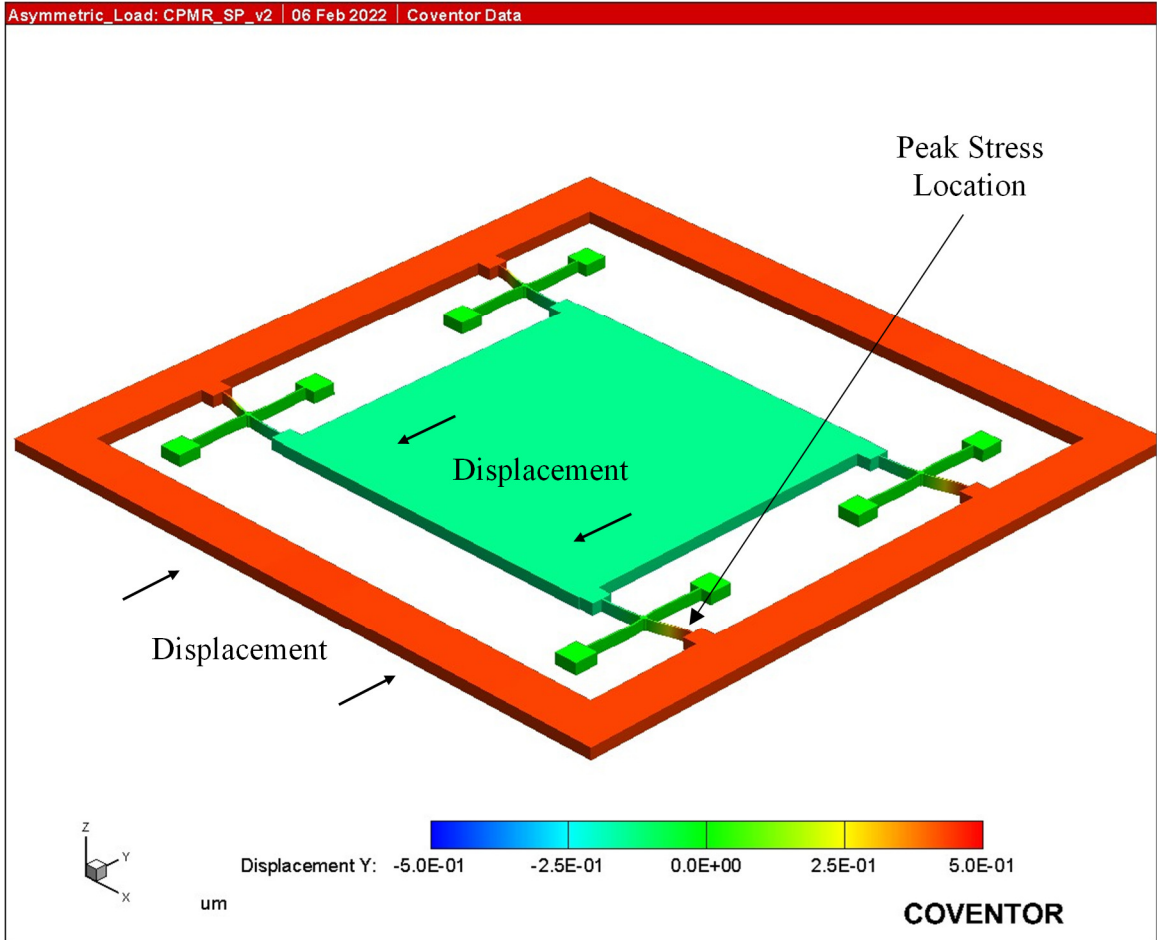 Asymmetric_Load: CPMR_SP_v2 | 06 Feb 2022 | Coventor Data
Peak Stress
Location
Displacement
Displacement
Z
Y
X
Displacement Y: -5.0E-01 -2.5E-01 0.0E+00 2.5E-01 5.0E-01
um
COVENTOR